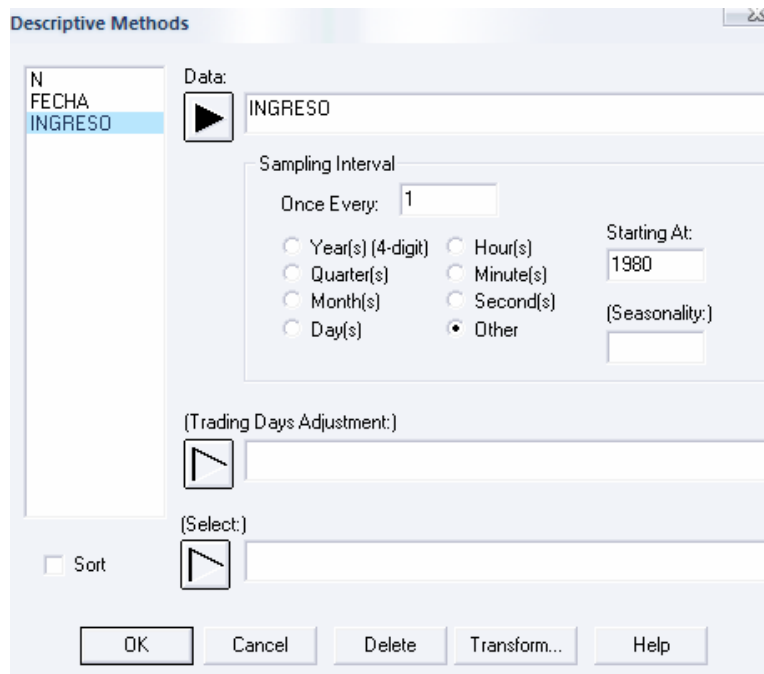 Descriptive Methods
N
FECHA
INGRESO
Data:
INGRESO
Sampling Interval
Once Every:
1
Year(s) (4-digit)
Quarter(s)
Month(s)
Day(s)
Hour(s)
Minute(s)
Second(s)
Other
Starting At:
1980
(Seasonality:)
(Trading Days Adjustment:)
(Select:)
Sort
OK
Cancel
Delete
Transform...
Help